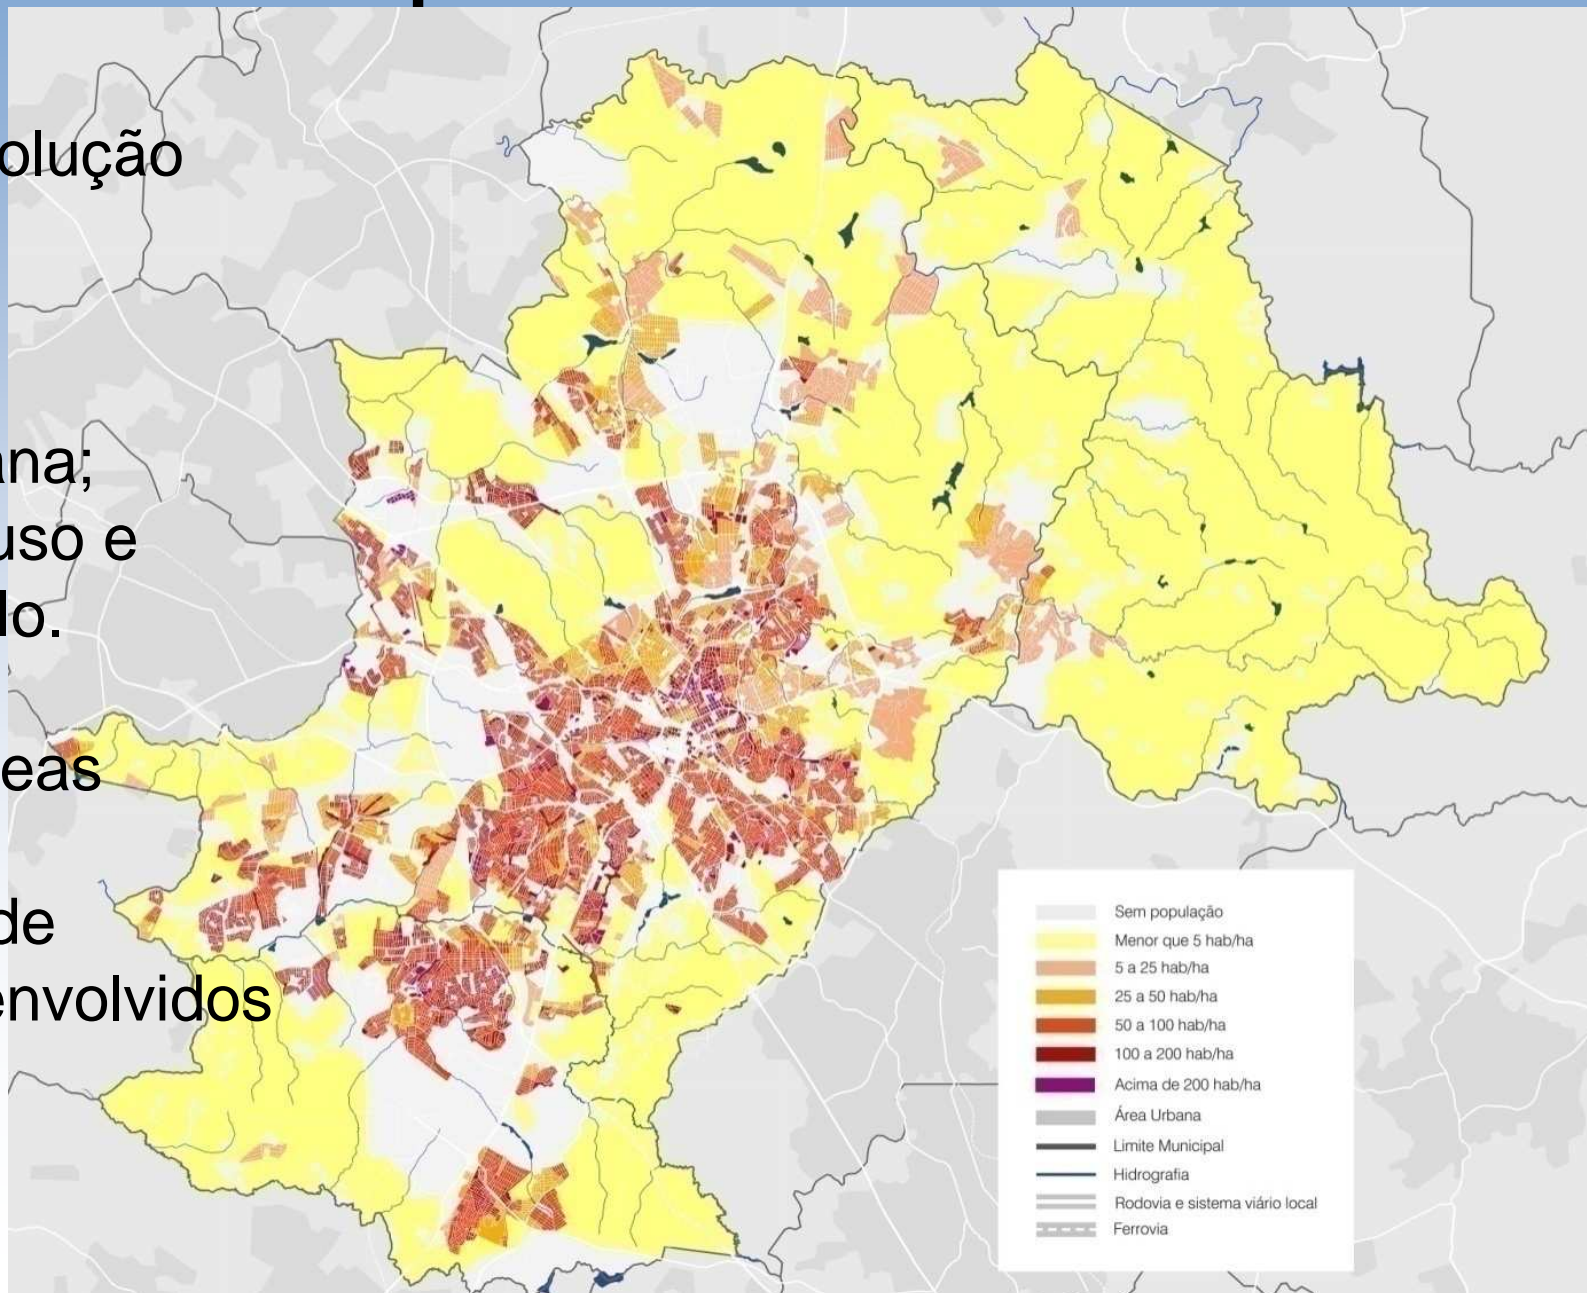 olução
ana;
uso e
do.
eas
de
envolvidos
Sem população
Menor que 5 hab/ha
5 a 25 hab/ha
25 a 50 hab/ha
50 a 100 hab/ha
100 a 200 hab/ha
Acima de 200 hab/ha
Área Urbana
Limite Municipal
Hidrografia
Rodovia e sistema viário local
Ferrovia